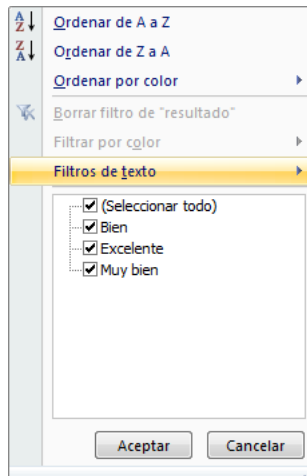 Ordenar de A a Z
Ordenar de Z a A
Ordenar por color
Borrar filtro de "resultado"
Filtrar por color
Filtros de texto
(Seleccionar todo)
Bien
Excelente
Muy bien
Aceptar Cancelar